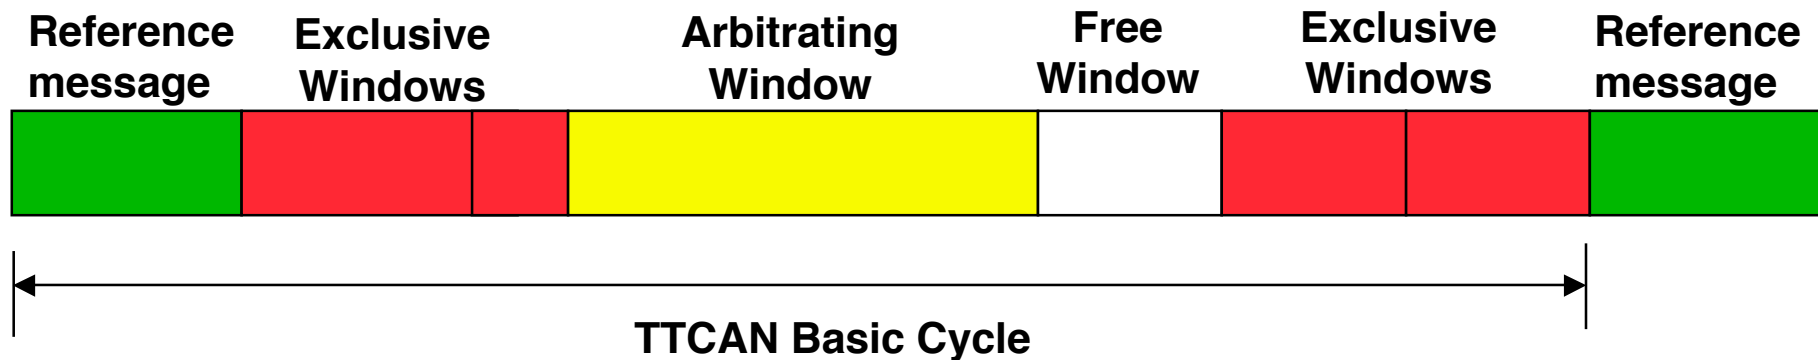 Reference
message
Exclusive
Windows
Arbitrating
Window
Free
Window
Exclusive
Windows
Reference
message
TTCAN Basic Cycle